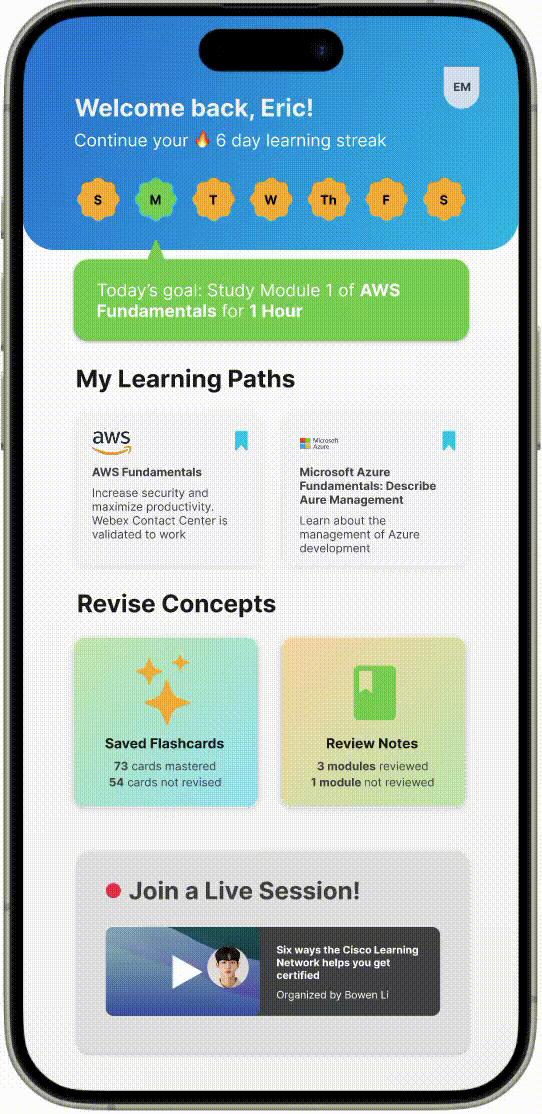 EM
Welcome back, Eric!
Continue your 🔥 6 day learning streak
S M T W Th F S
Today's goal: Study Module 1 of AWS
Fundamentals for 1 Hour
My Learning Paths
aws
AWS Fundamentals
Increase security and
maximize productivity.
Webex Contact Center is
validated to work
Microsoft
Azure
Microsoft Azure
Fundamentals: Describe
Aure Management
Learn about the
management of Azure
development
Revise Concepts
Saved Flashcards
73 cards mastered
54 cards not revised
Review Notes
3 modules reviewed
1 module not reviewed
Join a Live Session!
Six ways the Cisco Learning
Network helps you get
certified
Organized by Bowen Li